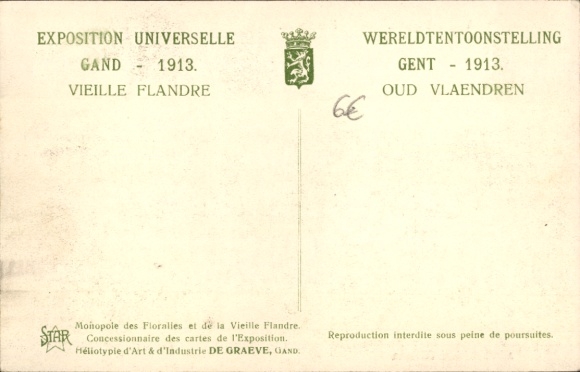 EXPOSITION UNIVERSELLE
GAND - 1913.
VIEILLE FLANDRE
WERELDTENTOONSTELLING
GENT - 1913.
OUD VLAENDREN
6€
STAR
Monopole des Floralies et de la Vieille Flandre.
Concessionnaire des cartes de l'Exposition.
Héliotypie d'Art & d'Industrie DE GRAEVE, GAND.
Reproduction interdite sous peine de poursuites.